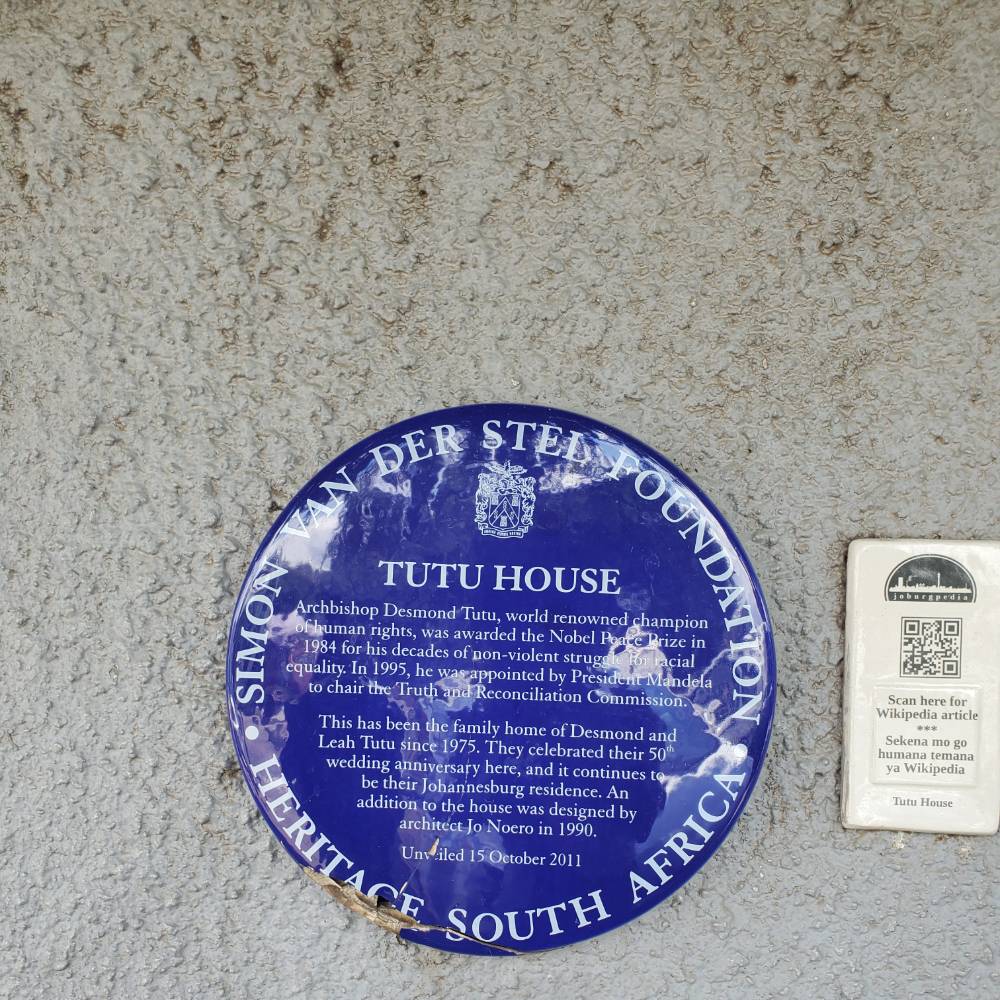 SIMON VAN DER STEL FOUNDATION
TUTU HOUSE
Archbishop Desmond Tutu, world renowned champion
of human rights, was awarded the Nobel Peace Prize in
1984 for his decades of non-violent struggle for racial
equality. In 1995, he was appointed by President Mandela
to chair the Truth and Reconciliation Commission.
This has been the family home of Desmond and
Leah Tutu since 1975. They celebrated their 50th
wedding anniversary here, and it continues to
be their Johannesburg residence. An
addition to the house was designed by
architect Jo Noero in 1990.
Unveiled 15 October 2011
• HERITAGE SOUTH AFRICA •
joburgpedia
Scan here for
Wikipedia article
***
Sekena mo go
humana temana
ya Wikipedia
Tutu House